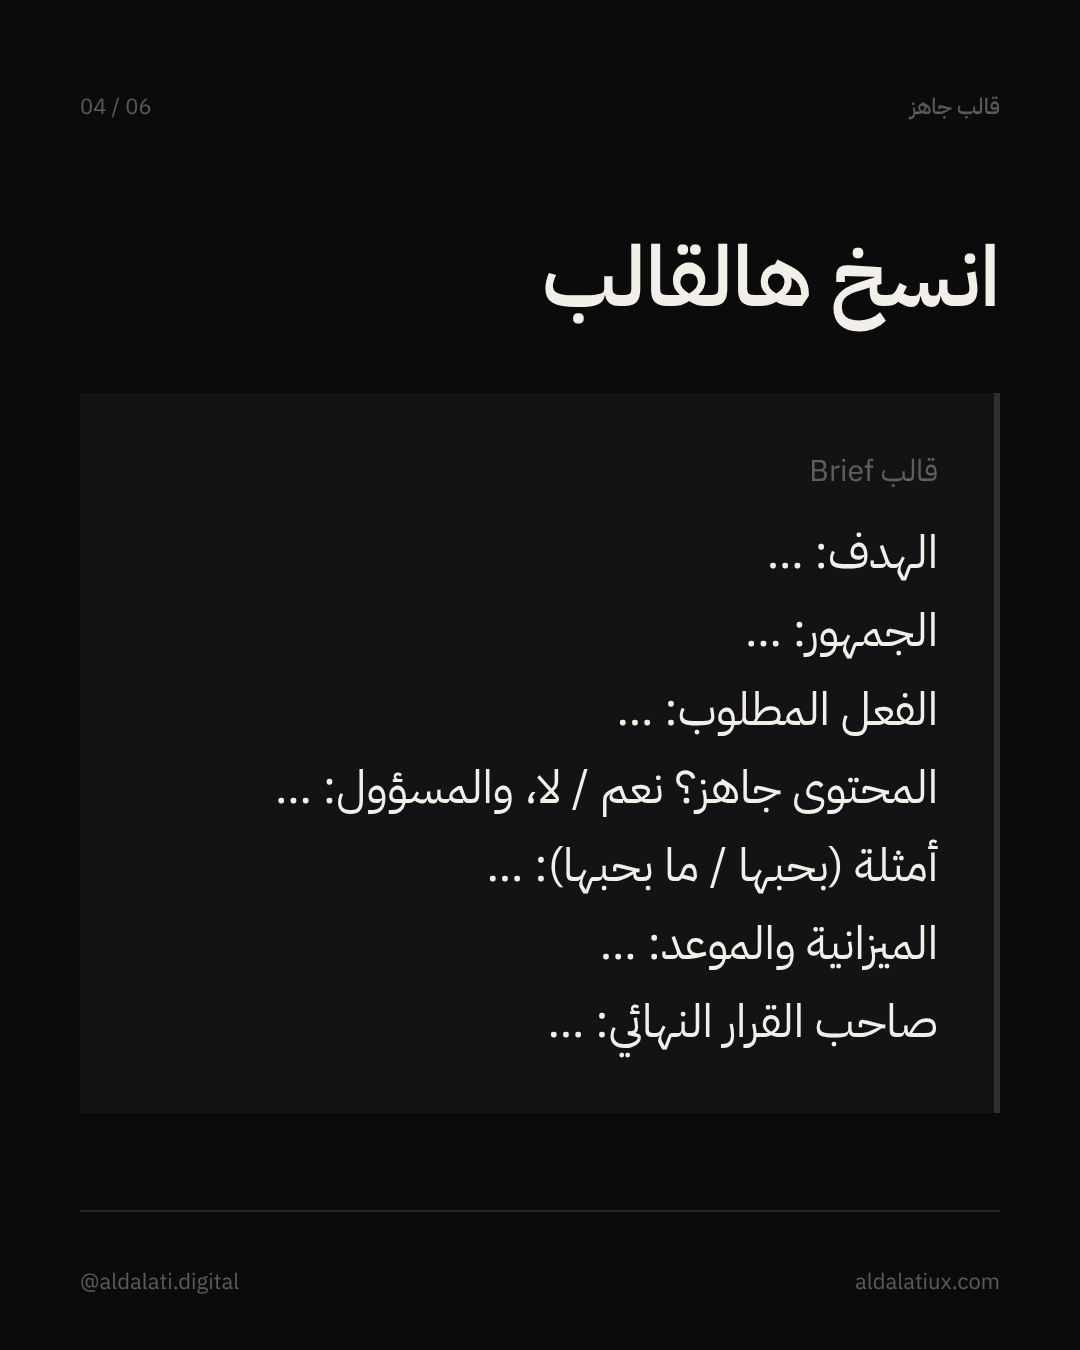 قالب جاهز
04 / 06
انسخ هالقالب
قالب Brief
الهدف: ...
الجمهور: ...
الفعل المطلوب: ...
المحتوى جاهز؟ نعم / لا، والمسؤول: ...
أمثلة (بحبها / ما بحبها): ...
الميزانية والموعد: ...
صاحب القرار النهائي: ...
aldalatiux.com
@aldalati.digital